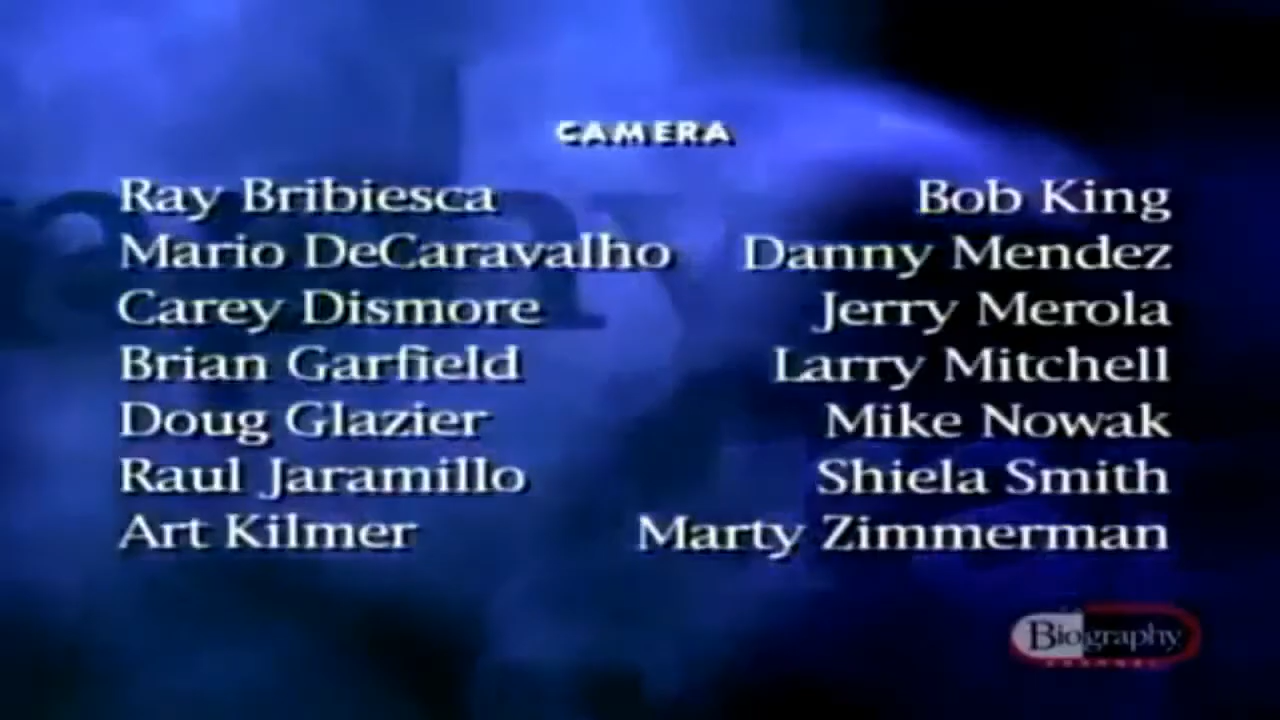 CAMERA
Ray Bribiesca
Mario DeCaravalho
Carey Dismore
Brian Garfield
Doug Glazier
Raul Jaramillo
Art Kilmer
Bob King
Danny Mendez
Jerry Merola
Larry Mitchell
Mike Nowak
Shiela Smith
Marty Zimmerman
Biography
CHANNEL